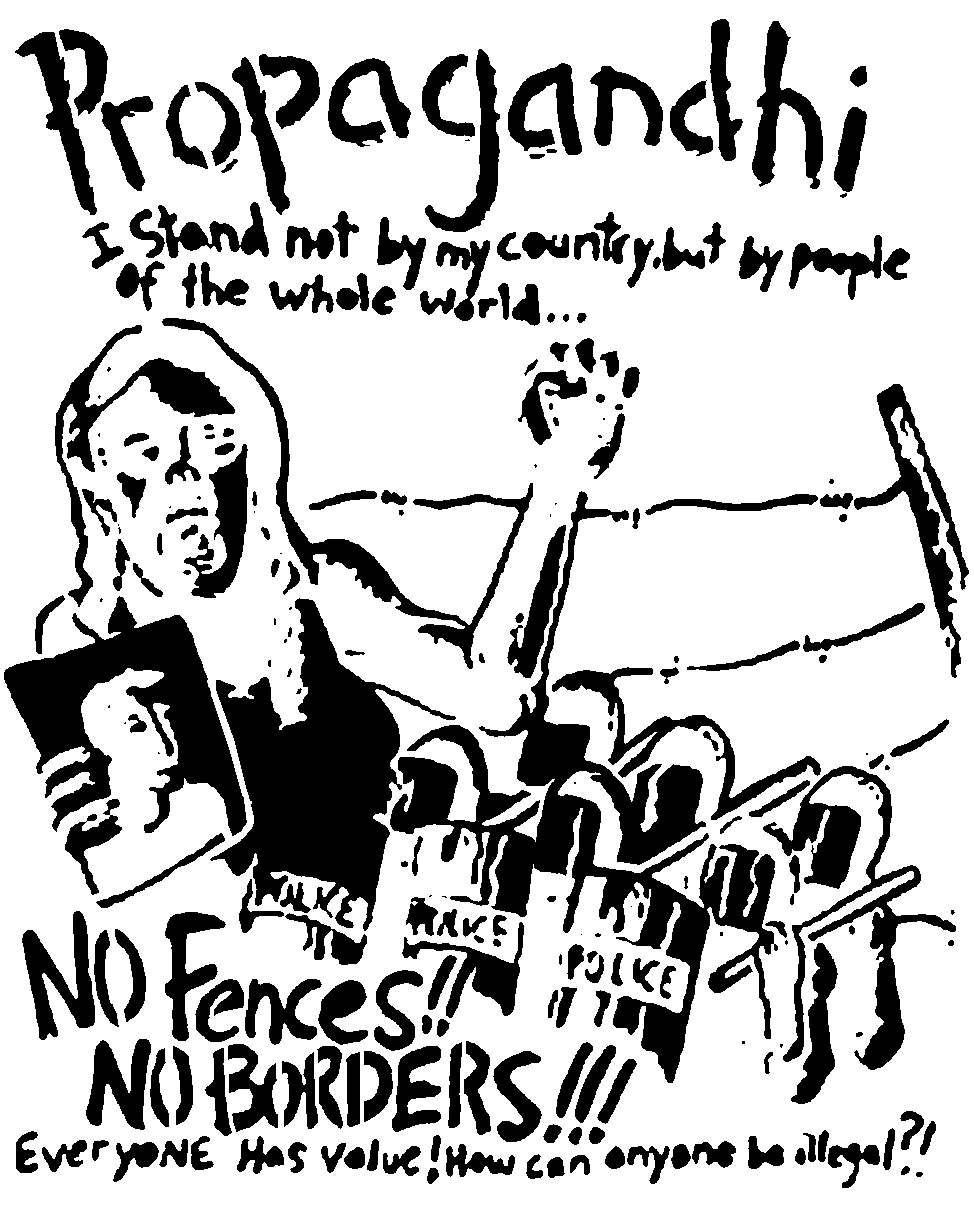 Propagandhi
I Stand not by my country, but by people
of the whole world...
POLICE
POLICE
POLICE
NO Fences!!
NO BORDERS!!!
EveryoNE Has Value! How can anyone be illegal?!